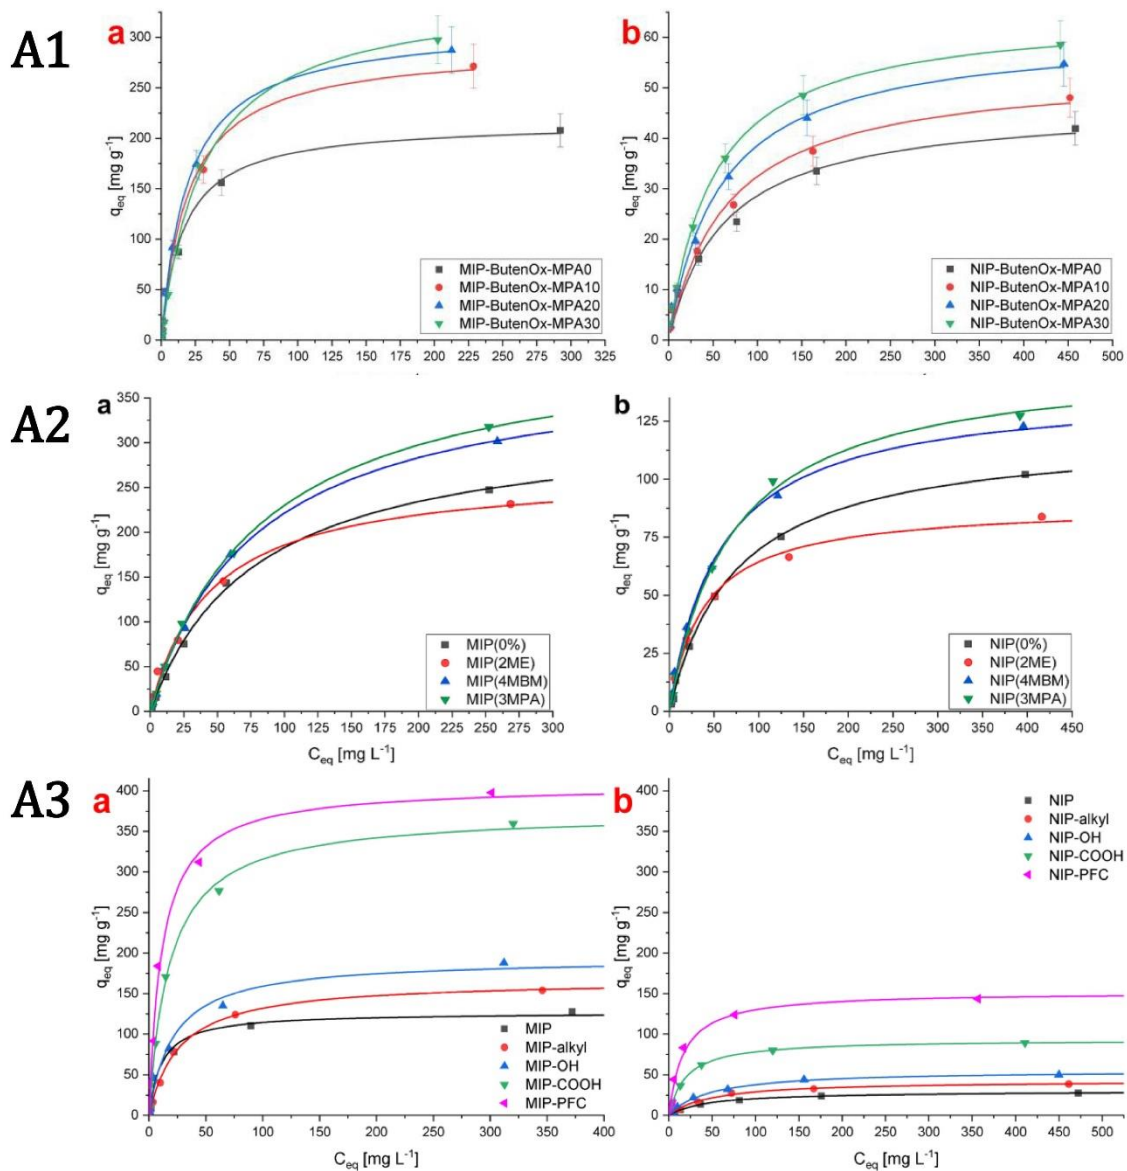 A1
a
q_eq [mg g⁻¹]
300
250
200
150
100
50
0
0 25 50 75 100 125 150 175 200 225 250 275 300 325
MIP-ButenOx-MPA0
MIP-ButenOx-MPA10
MIP-ButenOx-MPA20
MIP-ButenOx-MPA30
b
q_eq [mg g⁻¹]
60
50
40
30
20
10
0
0 50 100 150 200 250 300 350 400 450 500
NIP-ButenOx-MPA0
NIP-ButenOx-MPA10
NIP-ButenOx-MPA20
NIP-ButenOx-MPA30
A2
a
q_eq [mg g⁻¹]
350
300
250
200
150
100
50
0
0 25 50 75 100 125 150 175 200 225 250 275 300
C_eq [mg L⁻¹]
MIP(0%)
MIP(2ME)
MIP(4MBM)
MIP(3MPA)
b
q_eq [mg g⁻¹]
125
100
75
50
25
0
0 50 100 150 200 250 300 350 400 450
C_eq [mg L⁻¹]
NIP(0%)
NIP(2ME)
NIP(4MBM)
NIP(3MPA)
A3
a
q_eq [mg g⁻¹]
400
350
300
250
200
150
100
50
0
0 50 100 150 200 250 300 350 400
C_eq [mg L⁻¹]
MIP
MIP-alkyl
MIP-OH
MIP-COOH
MIP-PFC
b
q_eq [mg g⁻¹]
400
350
300
250
200
150
100
50
0
0 50 100 150 200 250 300 350 400 450 500
C_eq [mg L⁻¹]
NIP
NIP-alkyl
NIP-OH
NIP-COOH
NIP-PFC